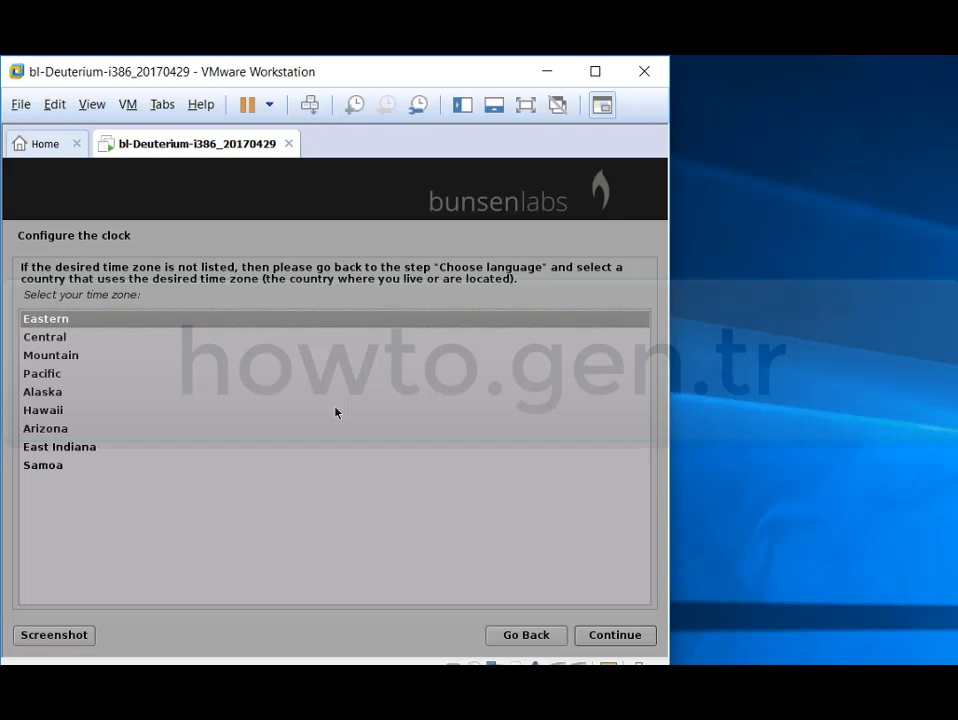 bl-Deuterium-i386_20170429 - VMware Workstation
File Edit View VM Tabs Help
Home bl-Deuterium-i386_20170429
bunsenlabs
Configure the clock
If the desired time zone is not listed, then please go back to the step "Choose language" and select a
country that uses the desired time zone (the country where you live or are located).
Select your time zone:
Eastern
Central
Mountain
Pacific
Alaska
Hawaii
Arizona
East Indiana
Samoa
howto.gen.tr
Screenshot Go Back Continue